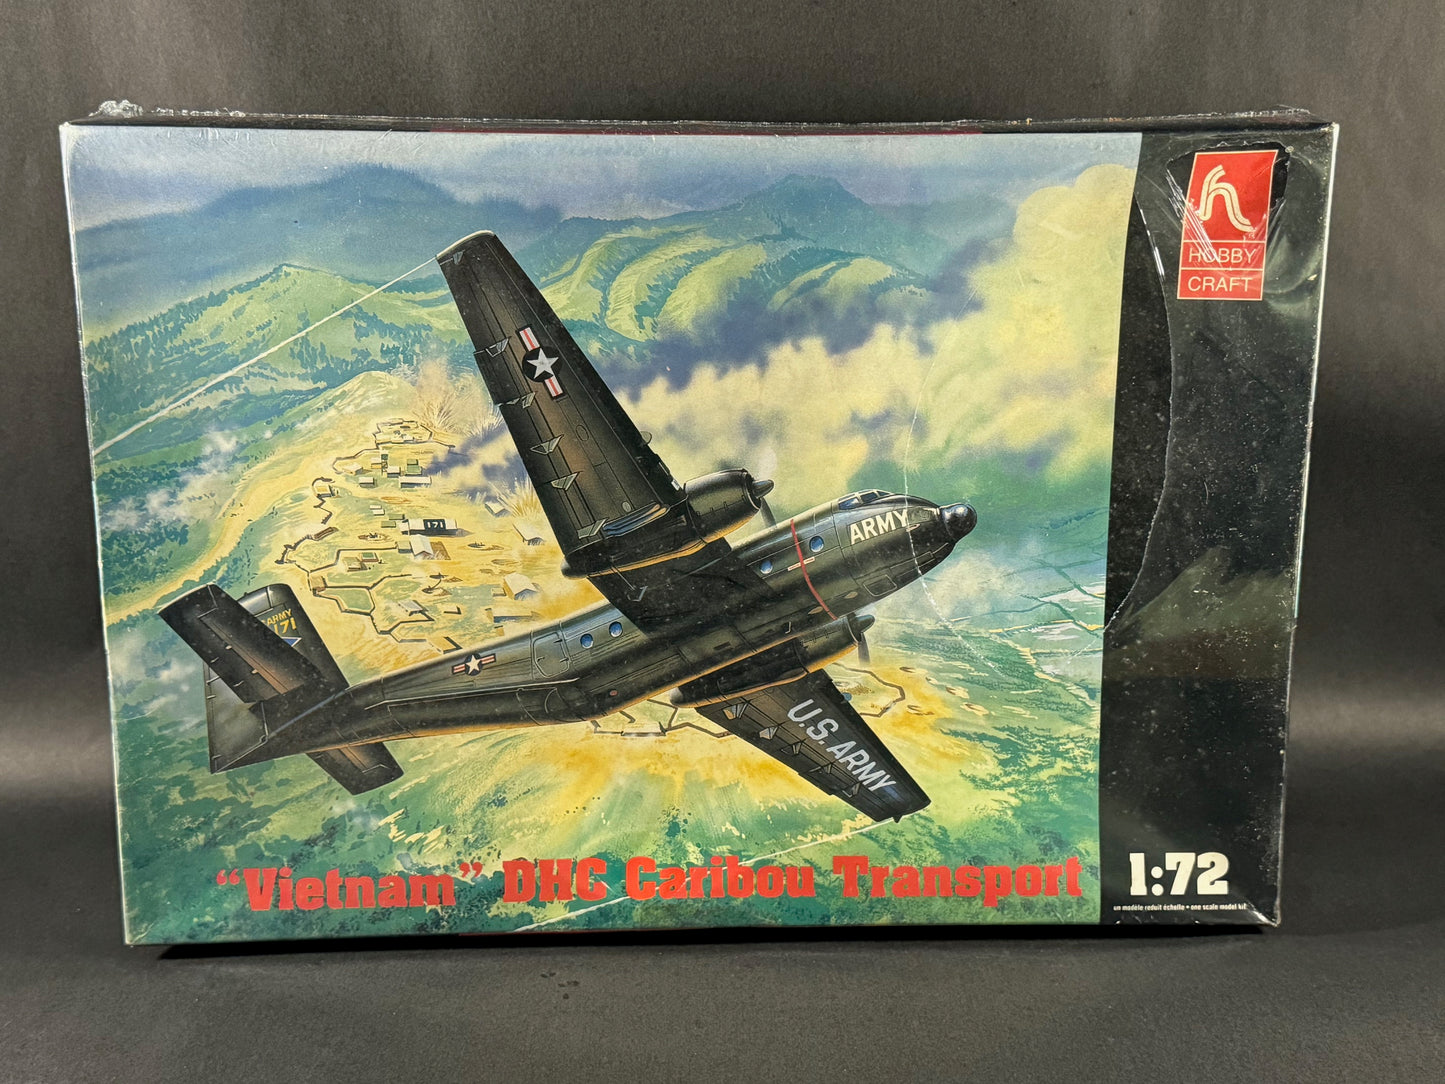 HOBBY
CRAFT
171
ARMY
ARMY
171
U.S. ARMY
“Vietnam” DHC Caribou Transport
1:72
un modèle reduit échelle • one scale model kit